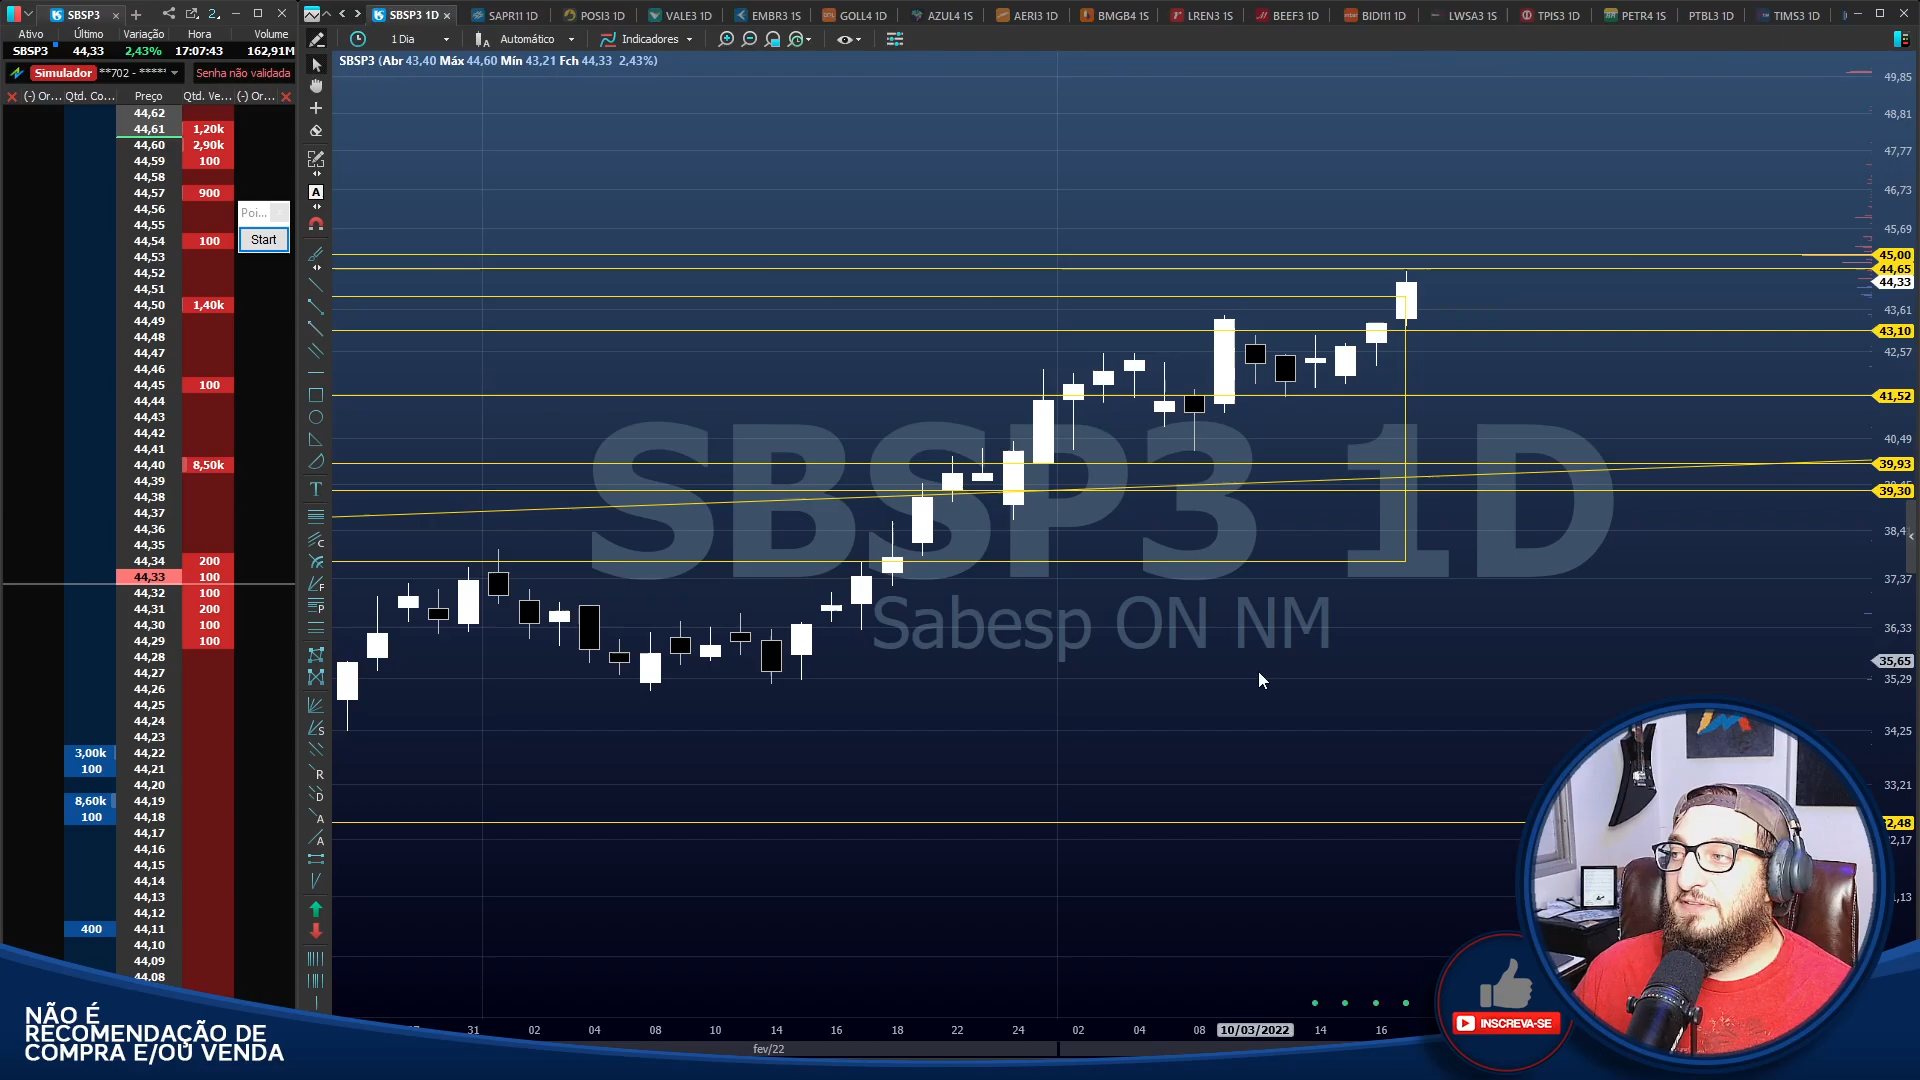 SBSP3
2
Ativo Último Variação Hora Volume
SBSP3 44,33 2,43% 17:07:43 162,91M
Simulador **702 - ***** Senha não validada
(-) Or... Qtd. Co... Preço Qtd. Ve... (-) Or...
44,62
44,61 1,20k
44,60 2,90k
44,59 100
44,58
44,57 900
44,56
44,55
44,54 100
44,53
44,52
44,51
44,50 1,40k
44,49
44,48
44,47
44,46
44,45 100
44,44
44,43
44,42
44,41
44,40 8,50k
44,39
44,38
44,37
44,36
44,35
44,34 200
44,33 100
44,32 100
44,31 200
44,30 100
44,29 100
44,28
44,27
44,26
44,25
44,24
44,23
3,00k 44,22
100 44,21
44,20
8,60k 44,19
100 44,18
44,17
44,16
44,15
44,14
44,13
44,12
400 44,11
44,10
44,09
44,08
Poi...
Start
SBSP3 1D SAPR11 1D POSI3 1D VALE3 1D EMBR3 1S GOLL4 1D AZUL4 1S AERI3 1D BMGB4 1S LREN3 1S BEEF3 1D BIDI11 1D LWSA3 1S TPIS3 1D PETR4 1S PTBL3 1D TIMS3 1D
1 Dia Automático Indicadores
SBSP3 (Abr 43,40 Máx 44,60 Mín 43,21 Fch 44,33 2,43%)
SBSP3 1D
Sabesp ON NM
49,85
48,81
47,77
46,73
45,69
45,00
44,65
44,33
43,61
43,10
42,57
41,52
40,49
39,93
39,30
37,37
36,33
35,65
35,29
34,25
33,21
31 02 04 08 10 14 16 18 22 24 02 04 08 10/03/2022 14 16
fev/22
NÃO É
RECOMENDAÇÃO DE
COMPRA E/OU VENDA
INSCREVA-SE